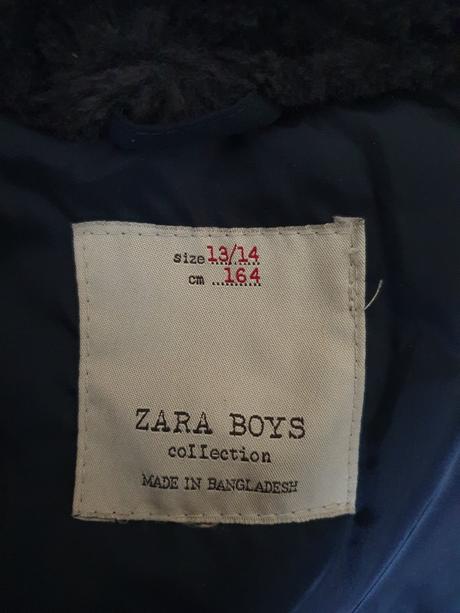 size 13/14
cm 164
ZARA BOYS
collection
MADE IN BANGLADESH